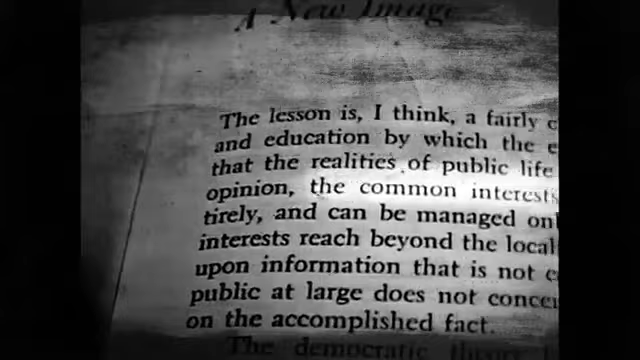 A New Image
The lesson is, I think, a fairly c
and education by which the e
that the realities of public life
opinion, the common interests
tirely, and can be managed onl
interests reach beyond the local
upon information that is not c
public at large does not concei
on the accomplished fact.
The democratic